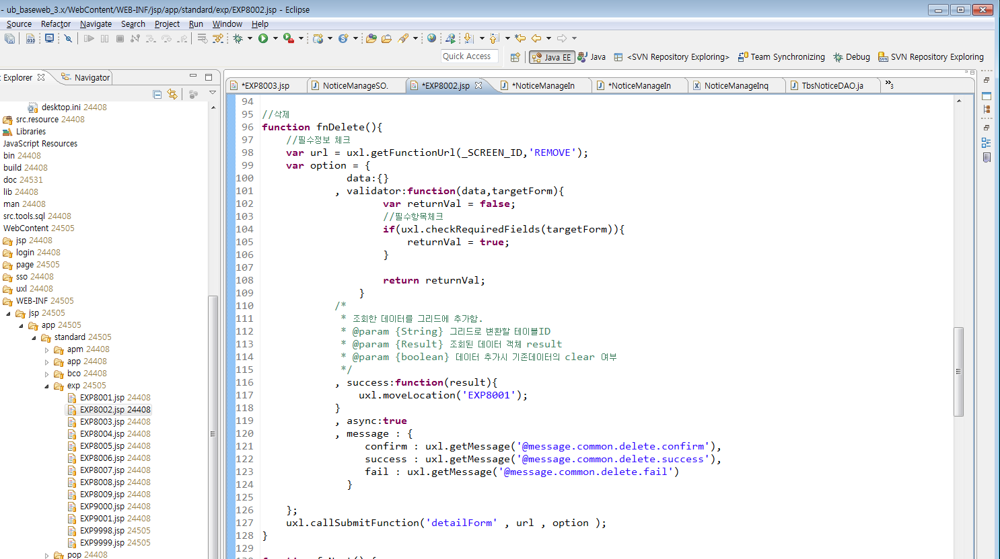 - ub_baseweb_3.x/WebContent/WEB-INF/jsp/app/standard/exp/EXP8002.jsp - Eclipse
Source Refactor Navigate Search Project Run Window Help
Quick Access
Java EE Java <SVN Repository Exploring> Team Synchronizing Debug SVN Repository Exploring
Explorer Navigator
*EXP8003.jsp NoticeManageSO. *EXP8002.jsp *NoticeManageIn *NoticeManageIn NoticeManageInq TbsNoticeDAO.ja »3
desktop.ini 24408
src.resource 24408
Libraries
JavaScript Resources
bin 24408
build 24408
doc 24531
lib 24408
man 24408
src.tools.sql 24408
WebContent 24505
jsp 24408
login 24408
page 24505
sso 24408
uxl 24408
WEB-INF 24505
jsp 24505
app 24505
standard 24505
apm 24408
app 24408
bco 24408
exp 24505
EXP8001.jsp 24408
EXP8002.jsp 24408
EXP8003.jsp 24408
EXP8004.jsp 24408
EXP8005.jsp 24408
EXP8006.jsp 24408
EXP8007.jsp 24408
EXP8008.jsp 24408
EXP8009.jsp 24408
EXP9000.jsp 24408
EXP9001.jsp 24408
EXP9998.jsp 24505
EXP9999.jsp 24505
pop 24408
94
95 //삭제
96 function fnDelete(){
97 //필수정보 체크
98 var url = uxl.getFunctionUrl(_SCREEN_ID,'REMOVE');
99 var option = {
100 data:{}
101 , validator:function(data,targetForm){
102 var returnVal = false;
103 //필수항목체크
104 if(uxl.checkRequiredFields(targetForm)){
105 returnVal = true;
106 }
107
108 return returnVal;
109 }
110 /*
111 * 조회한 데이터를 그리드에 추가함.
112 * @param {String} 그리드로 변환할 테이블ID
113 * @param {Result} 조회된 데이터 객체 result
114 * @param {boolean} 데이터 추가시 기존데이터의 clear 여부
115 */
116 , success:function(result){
117 uxl.moveLocation('EXP8001');
118 }
119 , async:true
120 , message : {
121 confirm : uxl.getMessage('@message.common.delete.confirm'),
122 success : uxl.getMessage('@message.common.delete.success'),
123 fail : uxl.getMessage('@message.common.delete.fail')
124 }
125
126 };
127 uxl.callSubmitFunction('detailForm' , url , option );
128 }
129